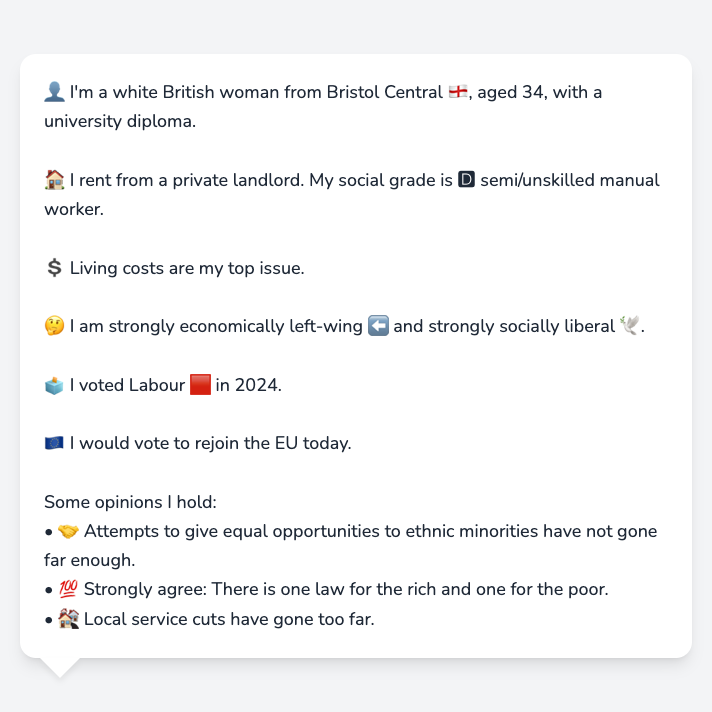 👤 I'm a white British woman from Bristol Central 🏴󠁧󠁢󠁥󠁮󠁧󠁿, aged 34, with a
university diploma.
🏠 I rent from a private landlord. My social grade is 🅳 semi/unskilled manual
worker.
💲 Living costs are my top issue.
🤔 I am strongly economically left-wing ⬅️ and strongly socially liberal 🕊️.
🗳️ I voted Labour 🟥 in 2024.
🇪🇺 I would vote to rejoin the EU today.
Some opinions I hold:
• 🤝 Attempts to give equal opportunities to ethnic minorities have not gone
far enough.
• 💯 Strongly agree: There is one law for the rich and one for the poor.
• 🏚️ Local service cuts have gone too far.